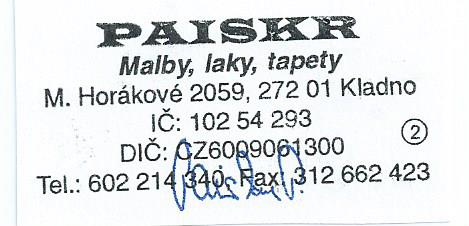 PAISKR
Malby, laky, tapety
M. Horákové 2059, 272 01 Kladno
IČ: 102 54 293
2
DIČ: CZ6009061300
Tel.: 602 214 340, Fax: 312 662 423